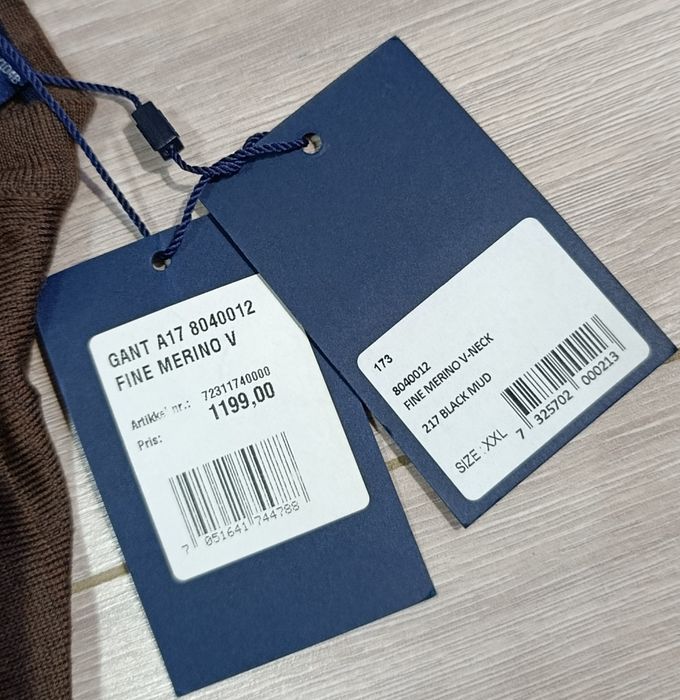 GANT A17 8040012
FINE MERINO V
Artikkel nr.: 72311740000
Pris: 1199,00
7 051641 744788
173
8040012
FINE MERINO V-NECK
217 BLACK MUD
SIZE : XXL
7 325702 000213